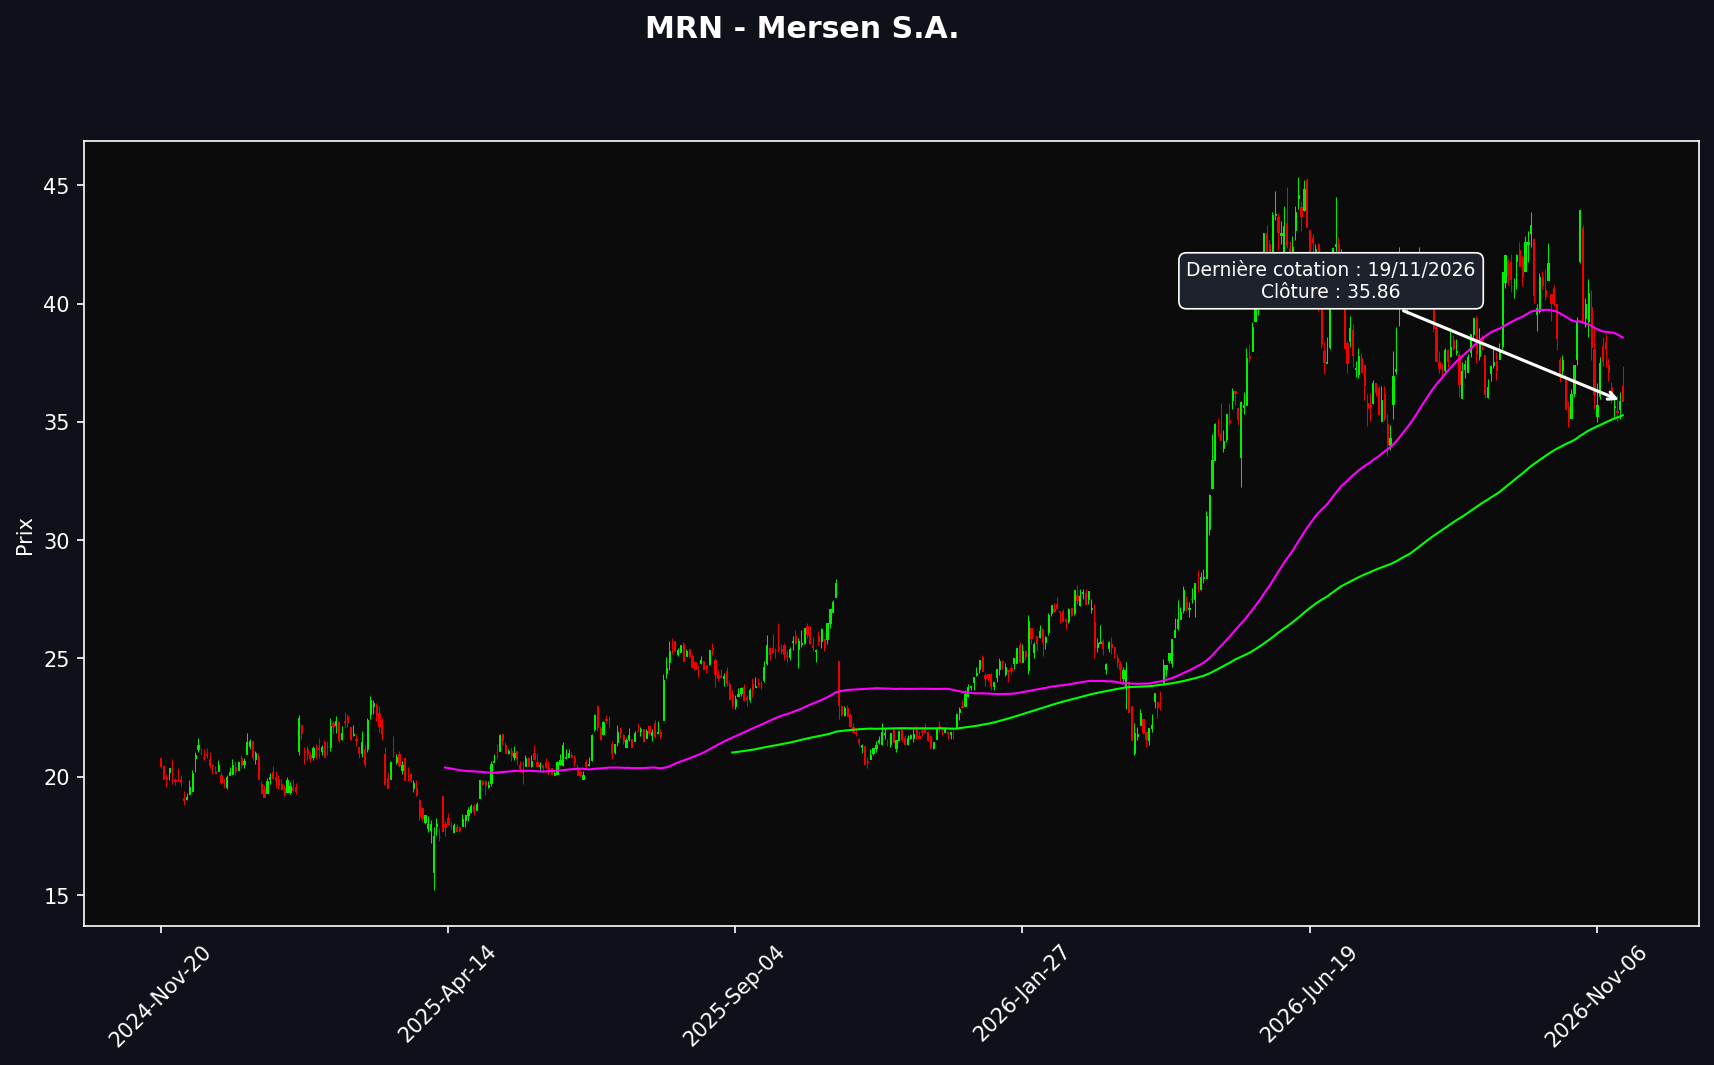 MRN - Mersen S.A.
45
40
35
30
25
20
15
Prix
Dernière cotation : 19/11/2026
Clôture : 35.86
2024-Nov-20
2025-Apr-14
2025-Sep-04
2026-Jan-27
2026-Jun-19
2026-Nov-06